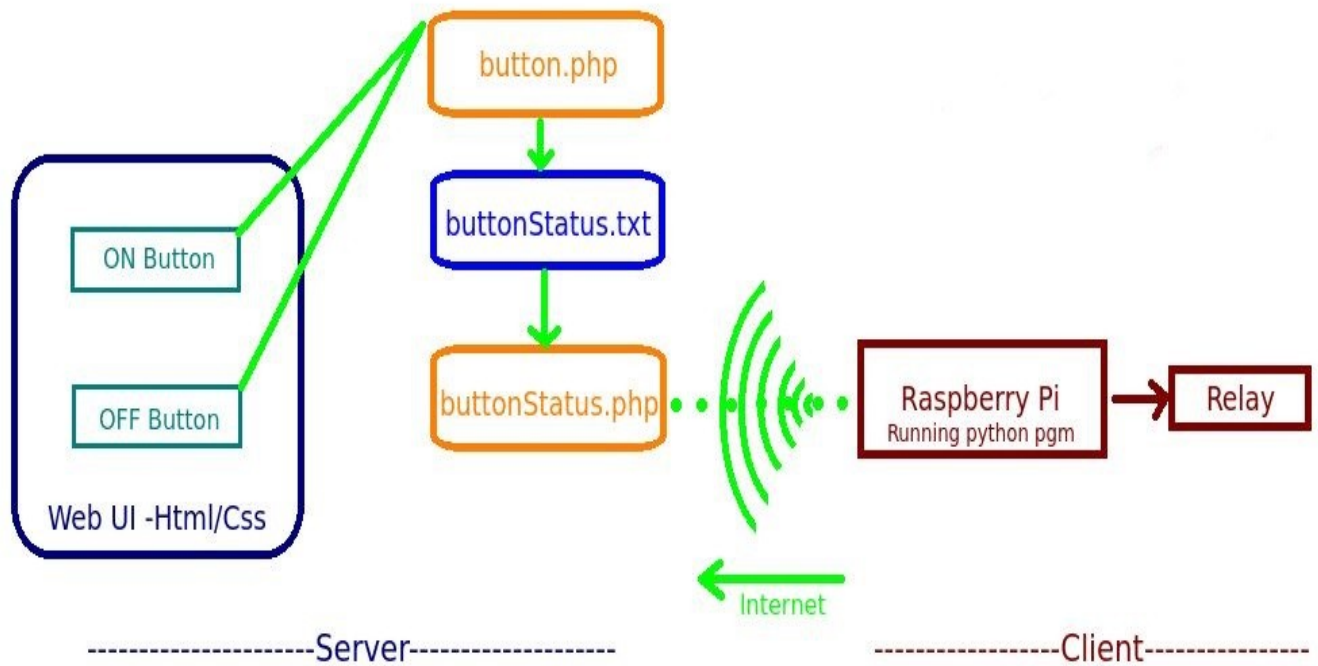 button.php
buttonStatus.txt
buttonStatus.php
ON Button
OFF Button
Web UI -Html/Css
Raspberry Pi
Running python pgm
Relay
Internet
----------------------Server--------------------
------------------Client----------------